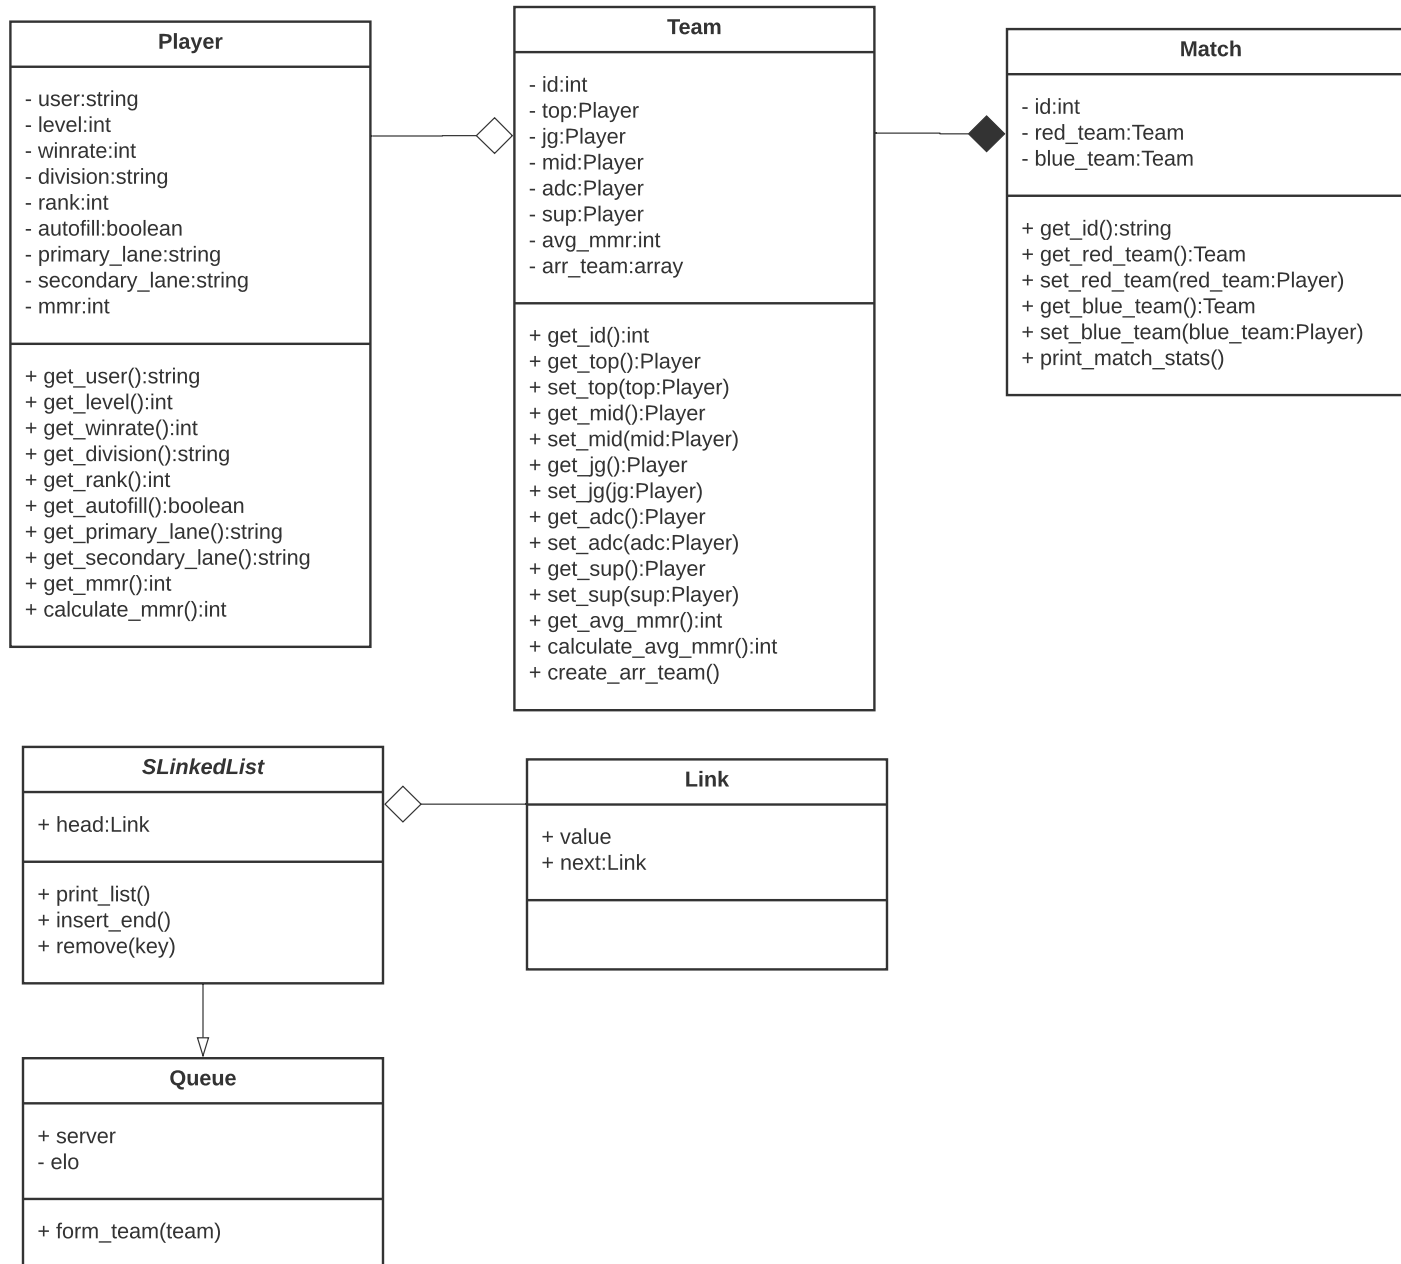 Player
- user:string
- level:int
- winrate:int
- division:string
- rank:int
- autofill:boolean
- primary_lane:string
- secondary_lane:string
- mmr:int
+ get_user():string
+ get_level():int
+ get_winrate():int
+ get_division():string
+ get_rank():int
+ get_autofill():boolean
+ get_primary_lane():string
+ get_secondary_lane():string
+ get_mmr():int
+ calculate_mmr():int
Team
- id:int
- top:Player
- jg:Player
- mid:Player
- adc:Player
- sup:Player
- avg_mmr:int
- arr_team:array
+ get_id():int
+ get_top():Player
+ set_top(top:Player)
+ get_mid():Player
+ set_mid(mid:Player)
+ get_jg():Player
+ set_jg(jg:Player)
+ get_adc():Player
+ set_adc(adc:Player)
+ get_sup():Player
+ set_sup(sup:Player)
+ get_avg_mmr():int
+ calculate_avg_mmr():int
+ create_arr_team()
Match
- id:int
- red_team:Team
- blue_team:Team
+ get_id():string
+ get_red_team():Team
+ set_red_team(red_team:Player)
+ get_blue_team():Team
+ set_blue_team(blue_team:Player)
+ print_match_stats()
SLinkedList
+ head:Link
+ print_list()
+ insert_end()
+ remove(key)
Link
+ value
+ next:Link
Queue
+ server
- elo
+ form_team(team)